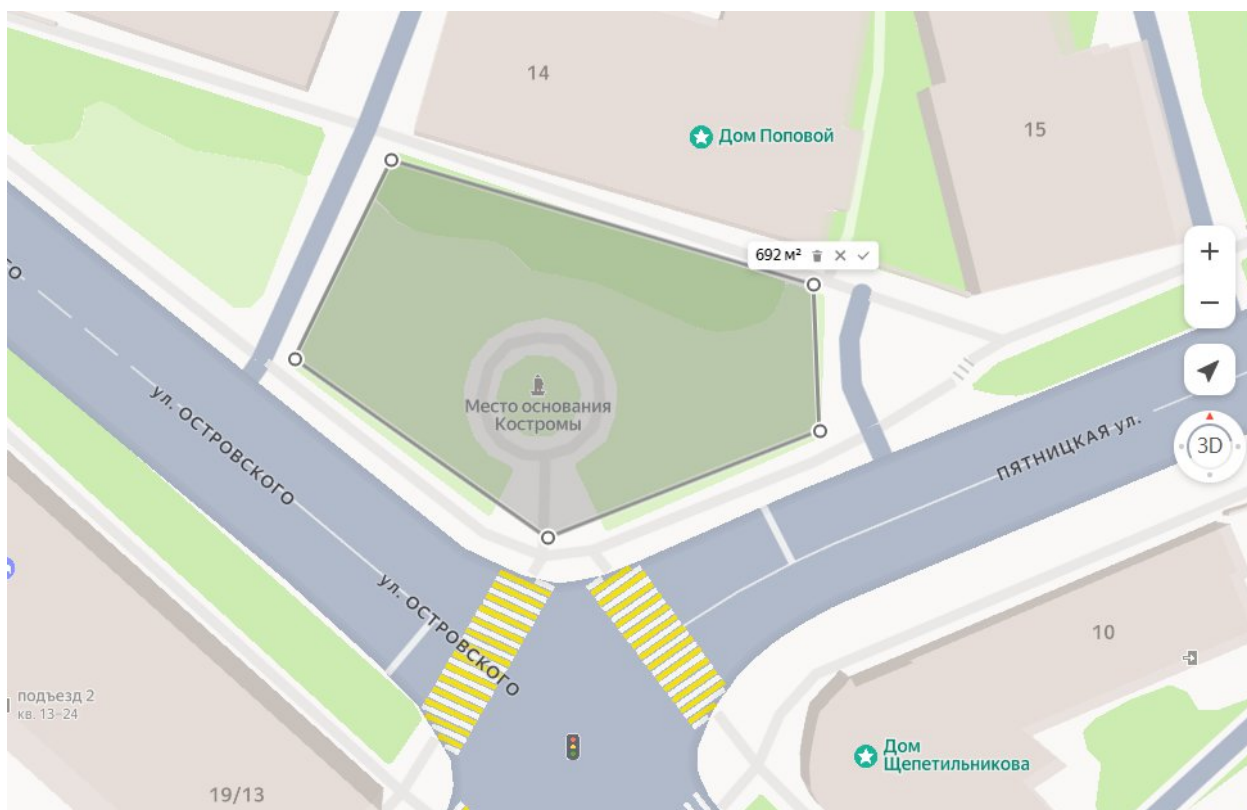 14
Дом Поповой
15
692 м²
+
−
ГО
Место основания
Костромы
ул. ОСТРОВСКОГО
ПЯТНИЦКАЯ ул.
3D
ул. ОСТРОВСКОГО
10
подъезд 2
кв. 13–24
Дом
Щепетильникова
19/13